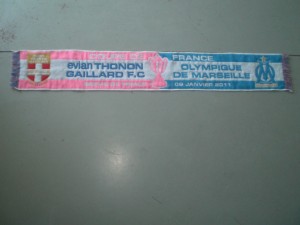 FRANCE
evian THONON
GAILLARD F.C
OLYMPIQUE
DE MARSEILLE
08 JANVIER 2011